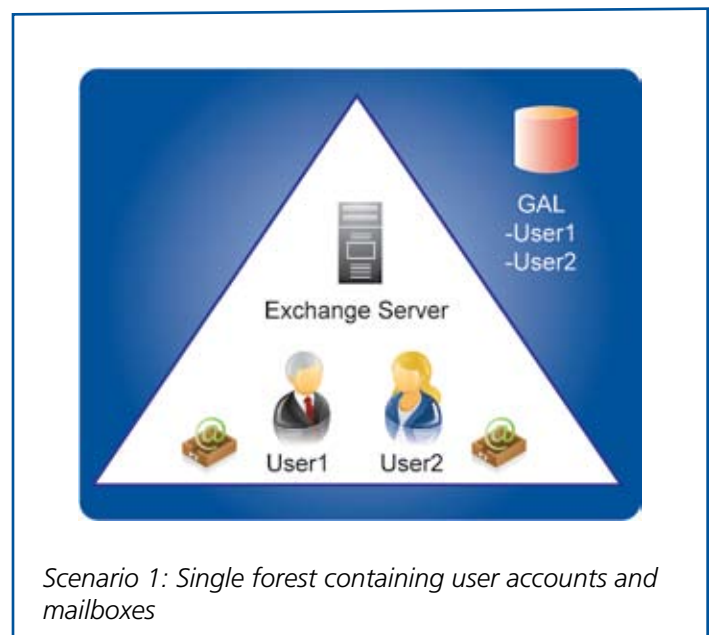 GAL
-User1
-User2
Exchange Server
User1
User2
Scenario 1: Single forest containing user accounts and
mailboxes